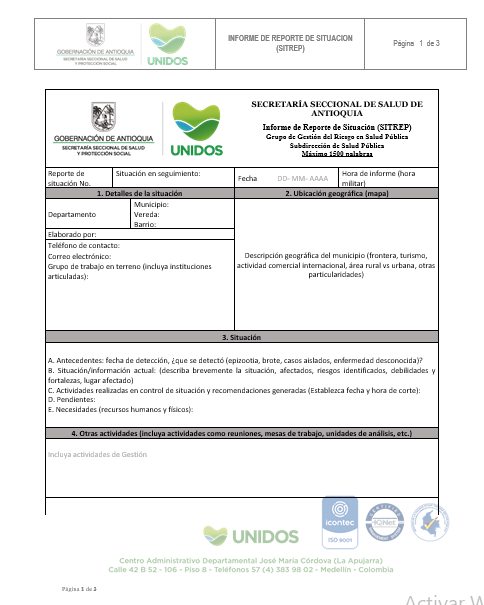 GOBERNACIÓN DE ANTIOQUIA
SECRETARÍA SECCIONAL DE SALUD
Y PROTECCIÓN SOCIAL
UNIDOS
INFORME DE REPORTE DE SITUACION
(SITREP)
Página 1 de 3
GOBERNACIÓN DE ANTIOQUIA
SECRETARÍA SECCIONAL DE SALUD
Y PROTECCIÓN SOCIAL
UNIDOS
SECRETARÍA SECCIONAL DE SALUD DE
ANTIOQUIA
Informe de Reporte de Situación (SITREP)
Grupo de Gestión del Riesgo en Salud Pública
Subdirección de Salud Pública
Máximo 1500 palabras
Reporte de
situación No.
Situación en seguimiento:
Fecha
DD- MM- AAAA
Hora de informe (hora
militar)
1. Detalles de la situación
2. Ubicación geográfica (mapa)
Departamento
Municipio:
Vereda:
Barrio:
Elaborado por:
Teléfono de contacto:
Correo electrónico:
Grupo de trabajo en terreno (incluya instituciones
articuladas):
Descripción geográfica del municipio (frontera, turismo,
actividad comercial internacional, área rural vs urbana, otras
particularidades)
3. Situación
A. Antecedentes: fecha de detección, ¿que se detectó (epizootia, brote, casos aislados, enfermedad desconocida)?
B. Situación/información actual: (describa brevemente la situación, afectados, riesgos identificados, debilidades y
fortalezas, lugar afectado)
C. Actividades realizadas en control de situación y recomendaciones generadas (Establezca fecha y hora de corte):
D. Pendientes:
E. Necesidades (recursos humanos y físicos):
4. Otras actividades (incluya actividades como reuniones, mesas de trabajo, unidades de análisis, etc.)
Incluya actividades de Gestión
UNIDOS
icontec
ISO 9001
IQNet
Centro Administrativo Departamental José María Córdova (La Apujarra)
Calle 42 B 52 - 106 - Piso 8 - Teléfonos 57 (4) 383 98 02 - Medellín - Colombia
Página 1 de 3
Activar W